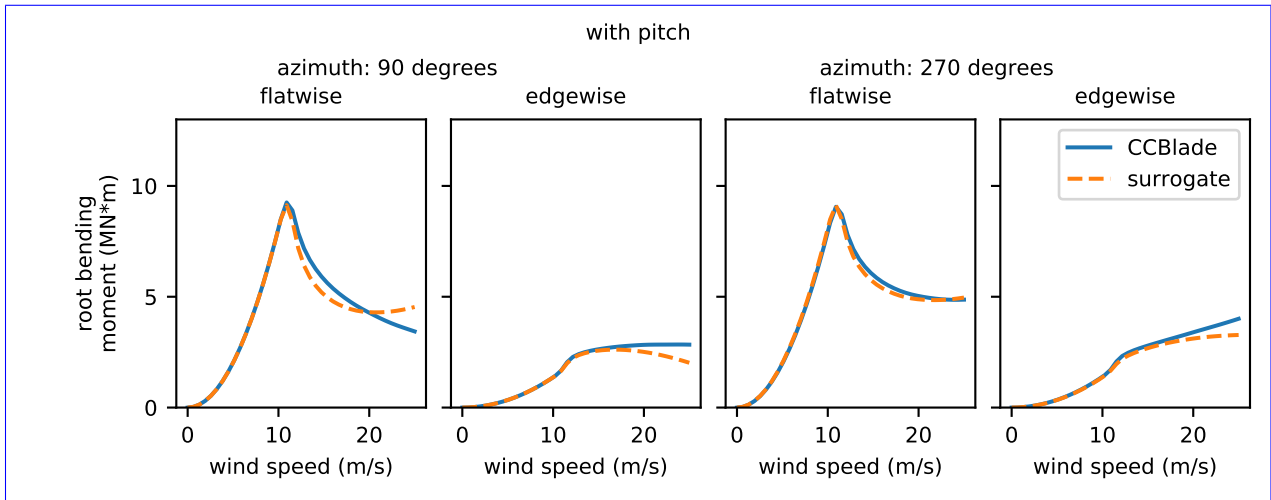 with pitch
azimuth: 90 degrees
azimuth: 270 degrees
flatwise
edgewise
flatwise
edgewise
root bending
moment (MN*m)
10
5
0
CCBlade
surrogate
0 10 20
0 10 20
0 10 20
0 10 20
wind speed (m/s)
wind speed (m/s)
wind speed (m/s)
wind speed (m/s)